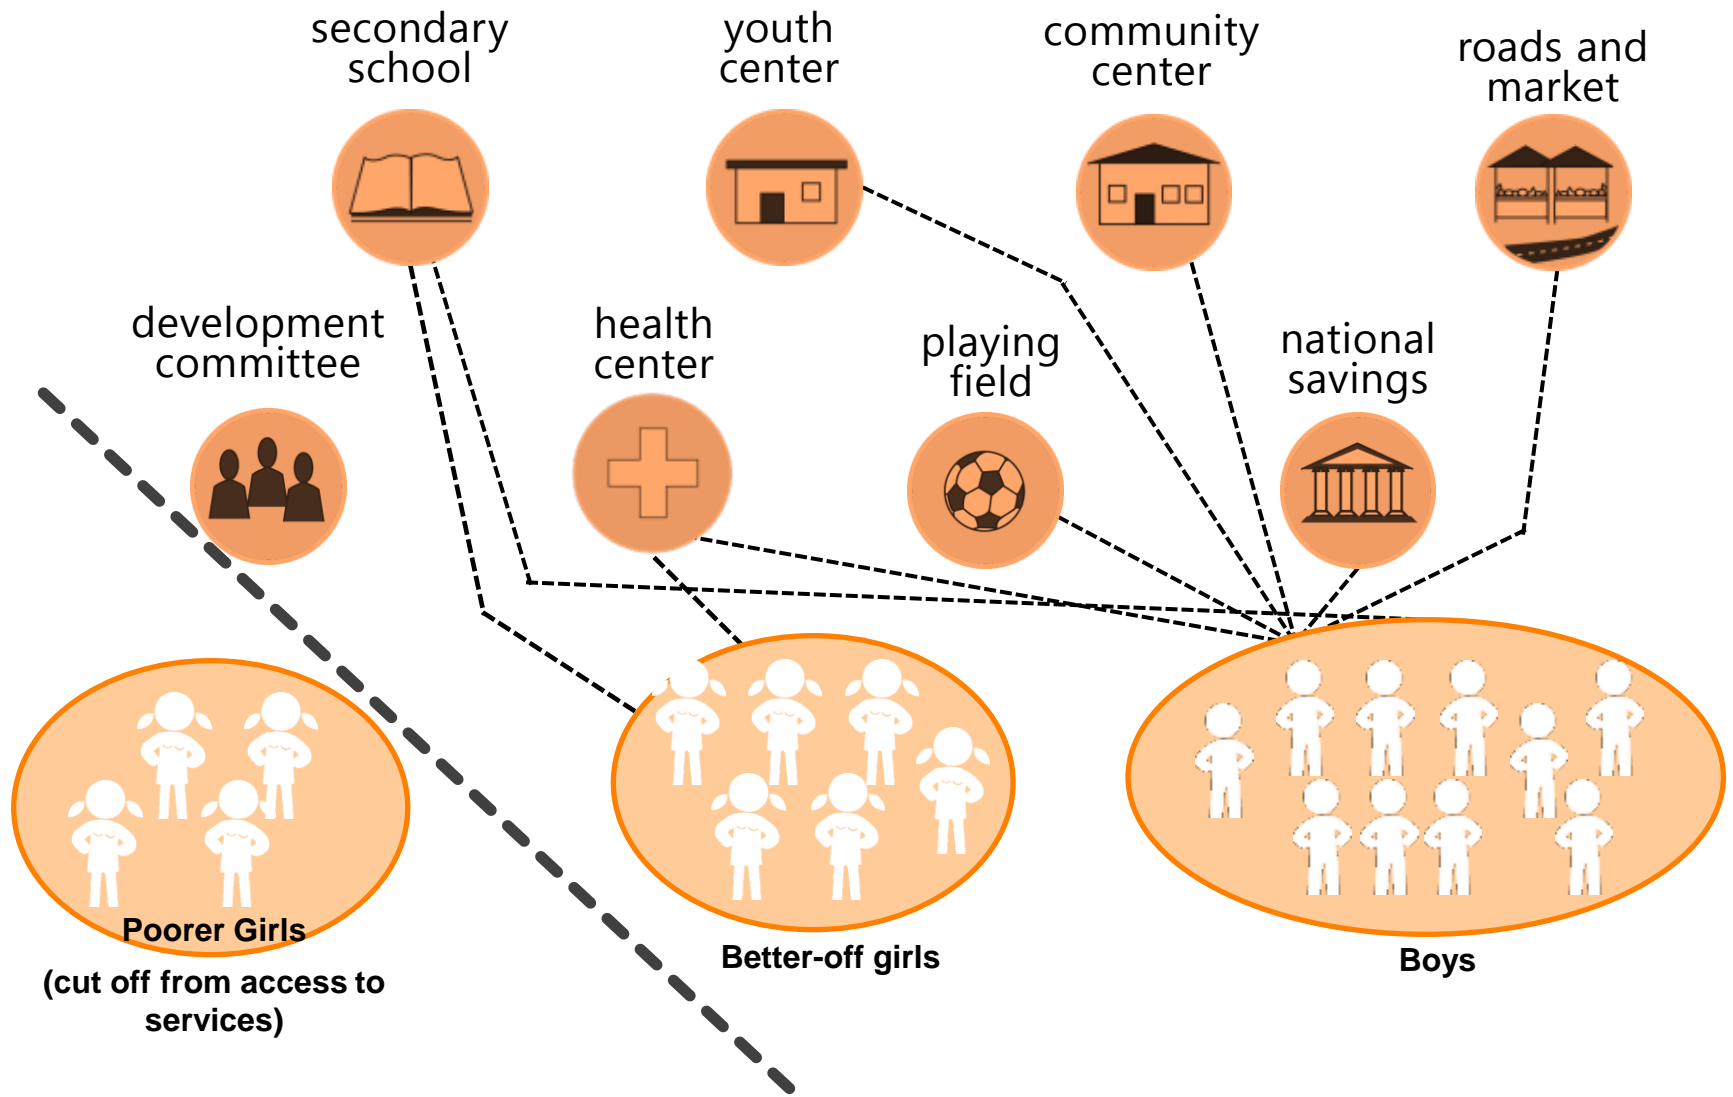 secondary
school
youth
center
community
center
roads and
market
development
committee
health
center
playing
field
national
savings
Poorer Girls
(cut off from access to
services)
Better-off girls
Boys